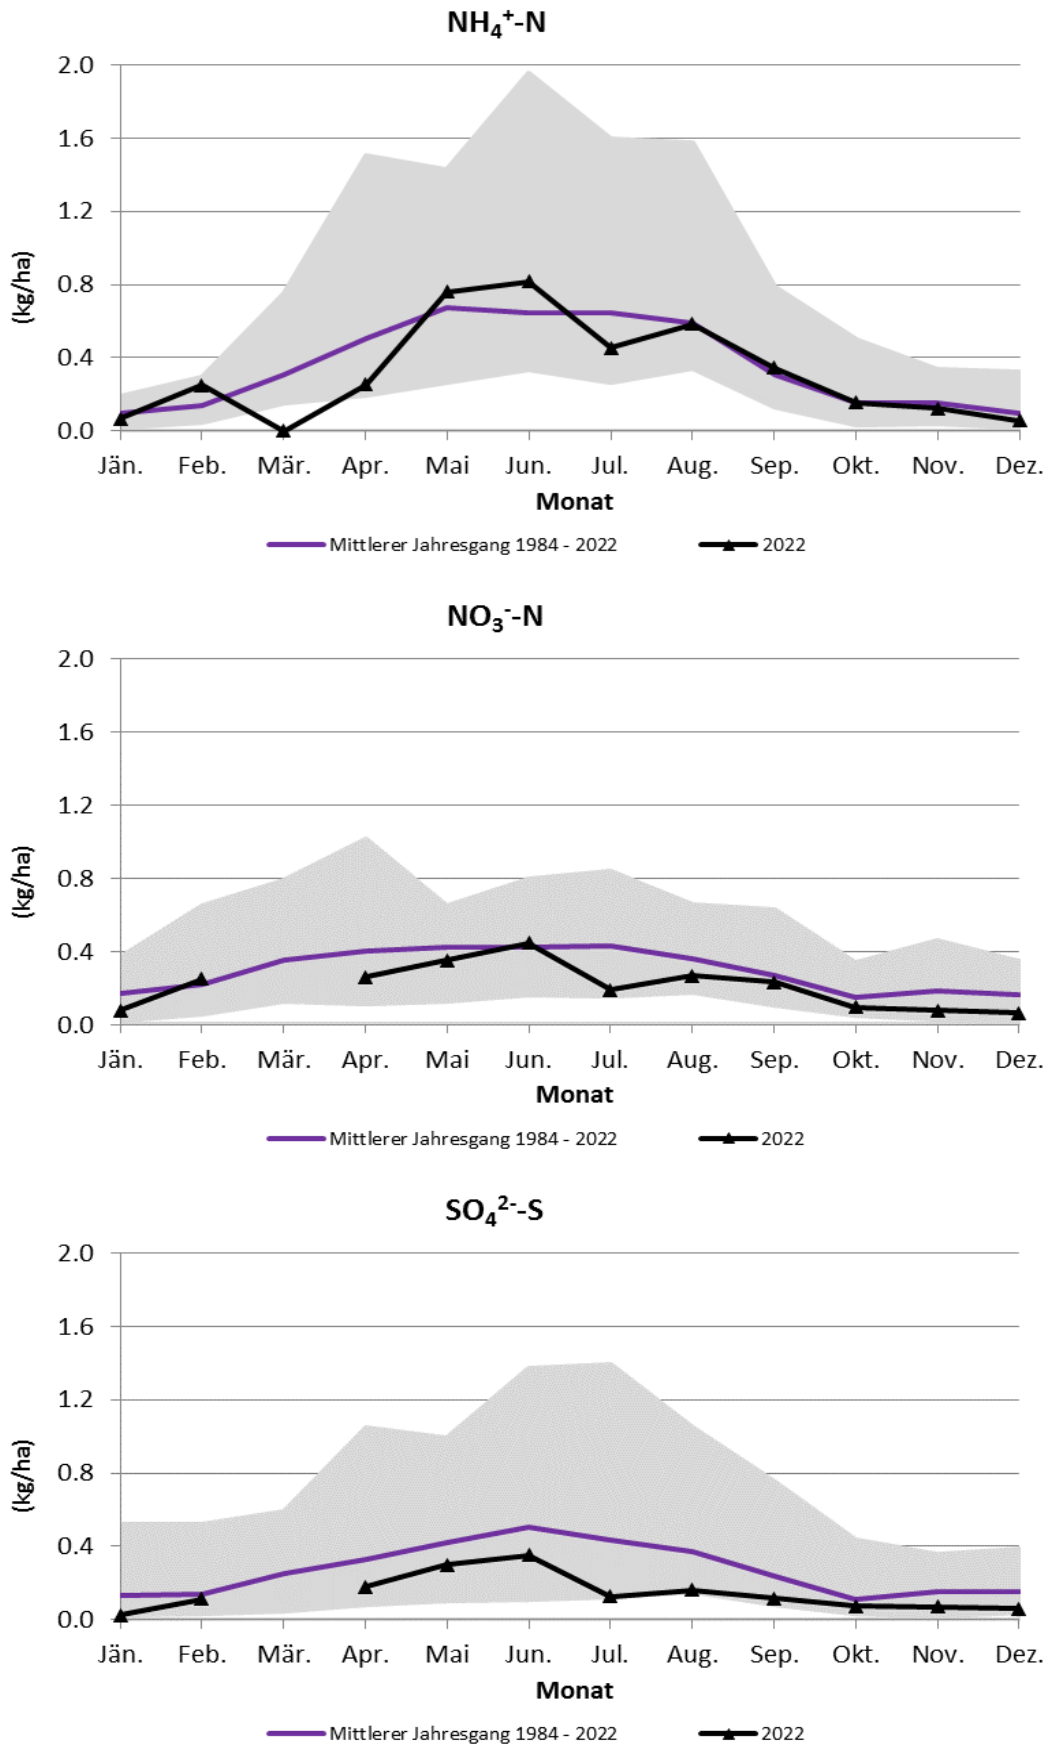 NH₄⁺-N
2.0
1.6
1.2
0.8
0.4
0.0
(kg/ha)
Jän. Feb. Mär. Apr. Mai Jun. Jul. Aug. Sep. Okt. Nov. Dez.
Monat
Mittlerer Jahresgang 1984 - 2022 2022
NO₃⁻-N
2.0
1.6
1.2
0.8
0.4
0.0
(kg/ha)
Jän. Feb. Mär. Apr. Mai Jun. Jul. Aug. Sep. Okt. Nov. Dez.
Monat
Mittlerer Jahresgang 1984 - 2022 2022
SO₄²⁻-S
2.0
1.6
1.2
0.8
0.4
0.0
(kg/ha)
Jän. Feb. Mär. Apr. Mai Jun. Jul. Aug. Sep. Okt. Nov. Dez.
Monat
Mittlerer Jahresgang 1984 - 2022 2022